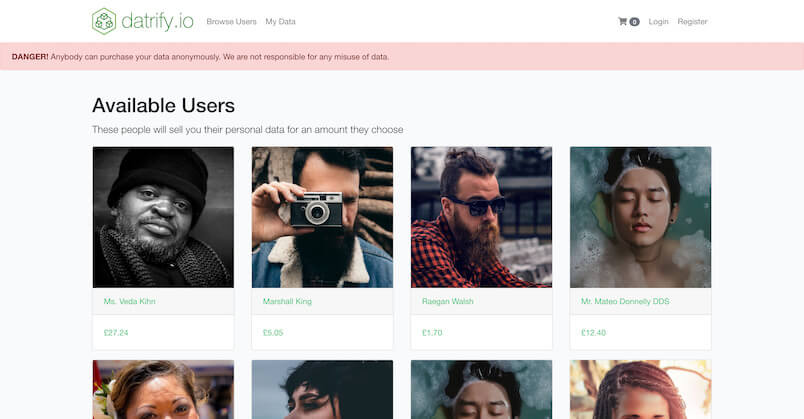 datrify.io
Browse Users
My Data
0
Login
Register
DANGER! Anybody can purchase your data anonymously. We are not responsible for any misuse of data.
Available Users
These people will sell you their personal data for an amount they choose
Ms. Veda Kihn
Marshall King
Raegan Walsh
Mr. Mateo Donnelly DDS
£27.24
£5.05
£1.70
£12.40